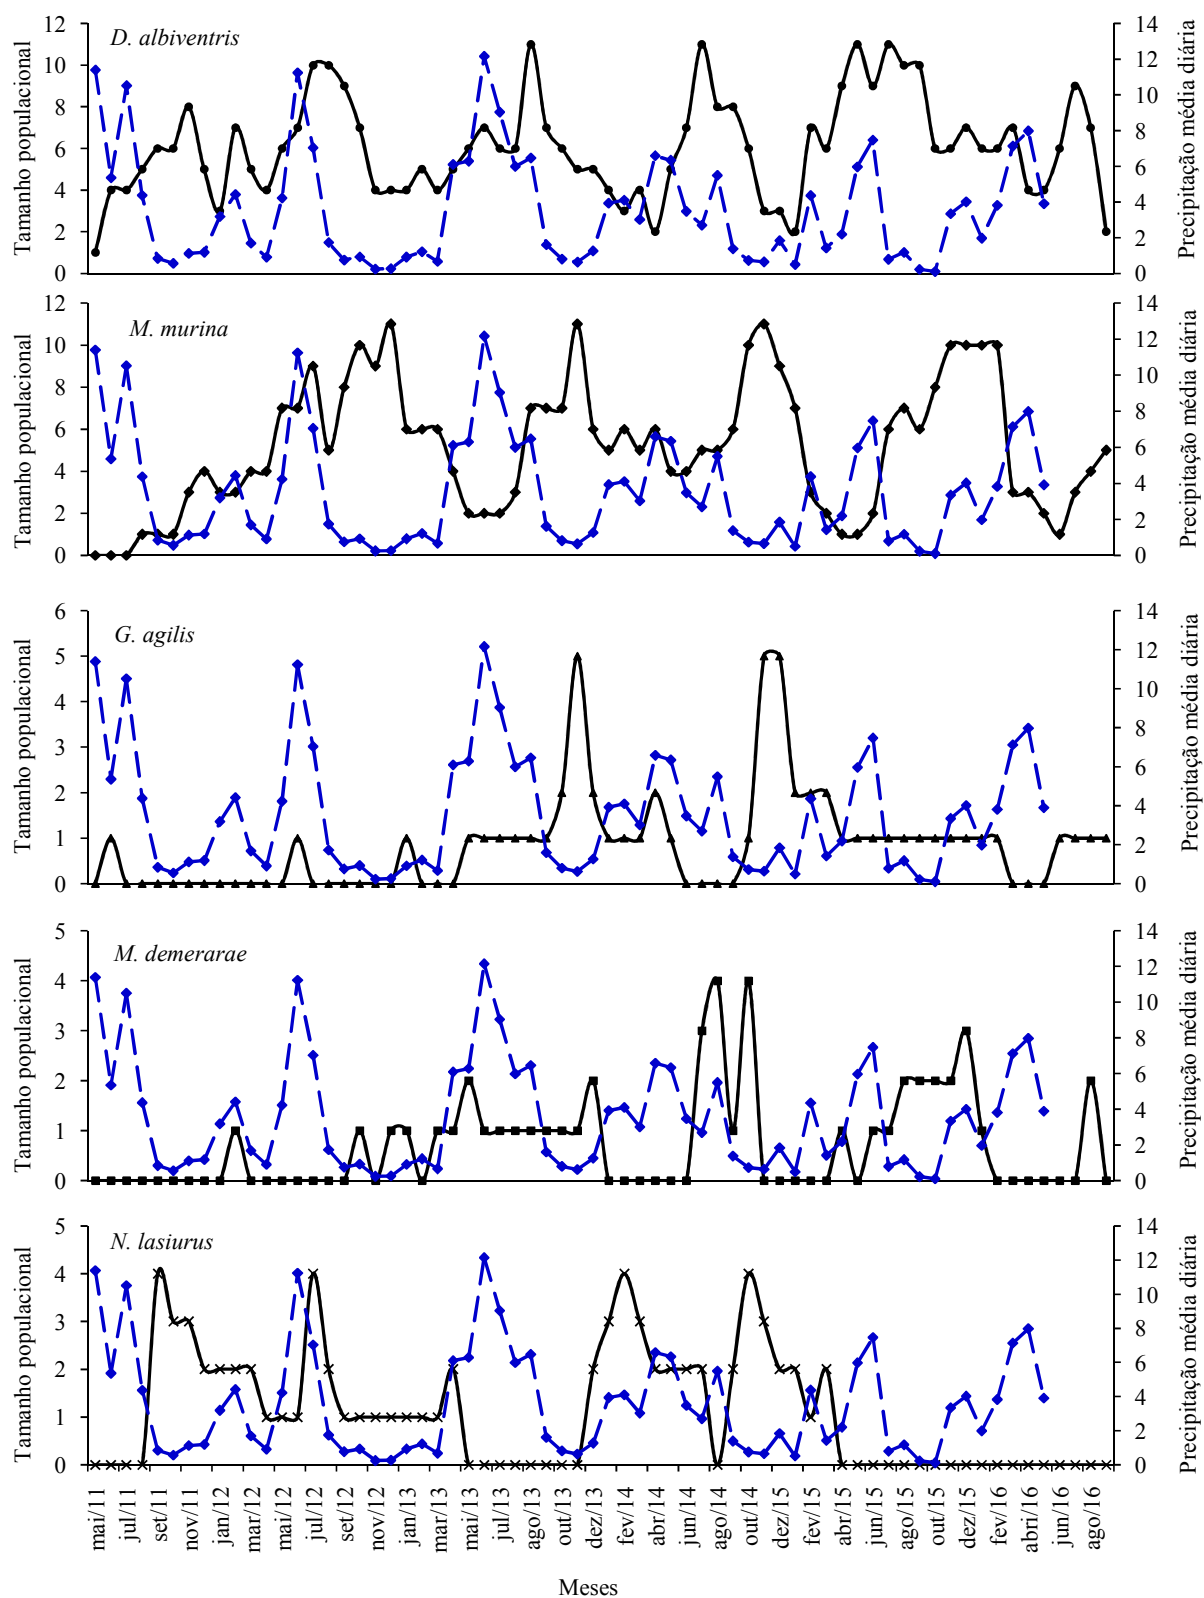 D. albiventris
Tamanho populacional
12
10
8
6
4
2
0
14
12
10
8
6
4
2
0
Precipitação média diária
M. murina
Tamanho populacional
12
10
8
6
4
2
0
14
12
10
8
6
4
2
0
Precipitação média diária
G. agilis
Tamanho populacional
6
5
4
3
2
1
0
14
12
10
8
6
4
2
0
Precipitação média diária
M. demerarae
Tamanho populacional
5
4
3
2
1
0
14
12
10
8
6
4
2
0
Precipitação média diária
N. lasiurus
Tamanho populacional
5
4
3
2
1
0
14
12
10
8
6
4
2
0
Precipitação média diária
mai/11
jul/11
set/11
nov/11
jan/12
mar/12
mai/12
jul/12
set/12
nov/12
jan/13
mar/13
mai/13
jul/13
ago/13
out/13
dez/13
fev/14
abr/14
jun/14
ago/14
out/14
dez/15
fev/15
abr/15
jun/15
ago/15
out/15
dez/15
fev/16
abri/16
jun/16
ago/16
Meses